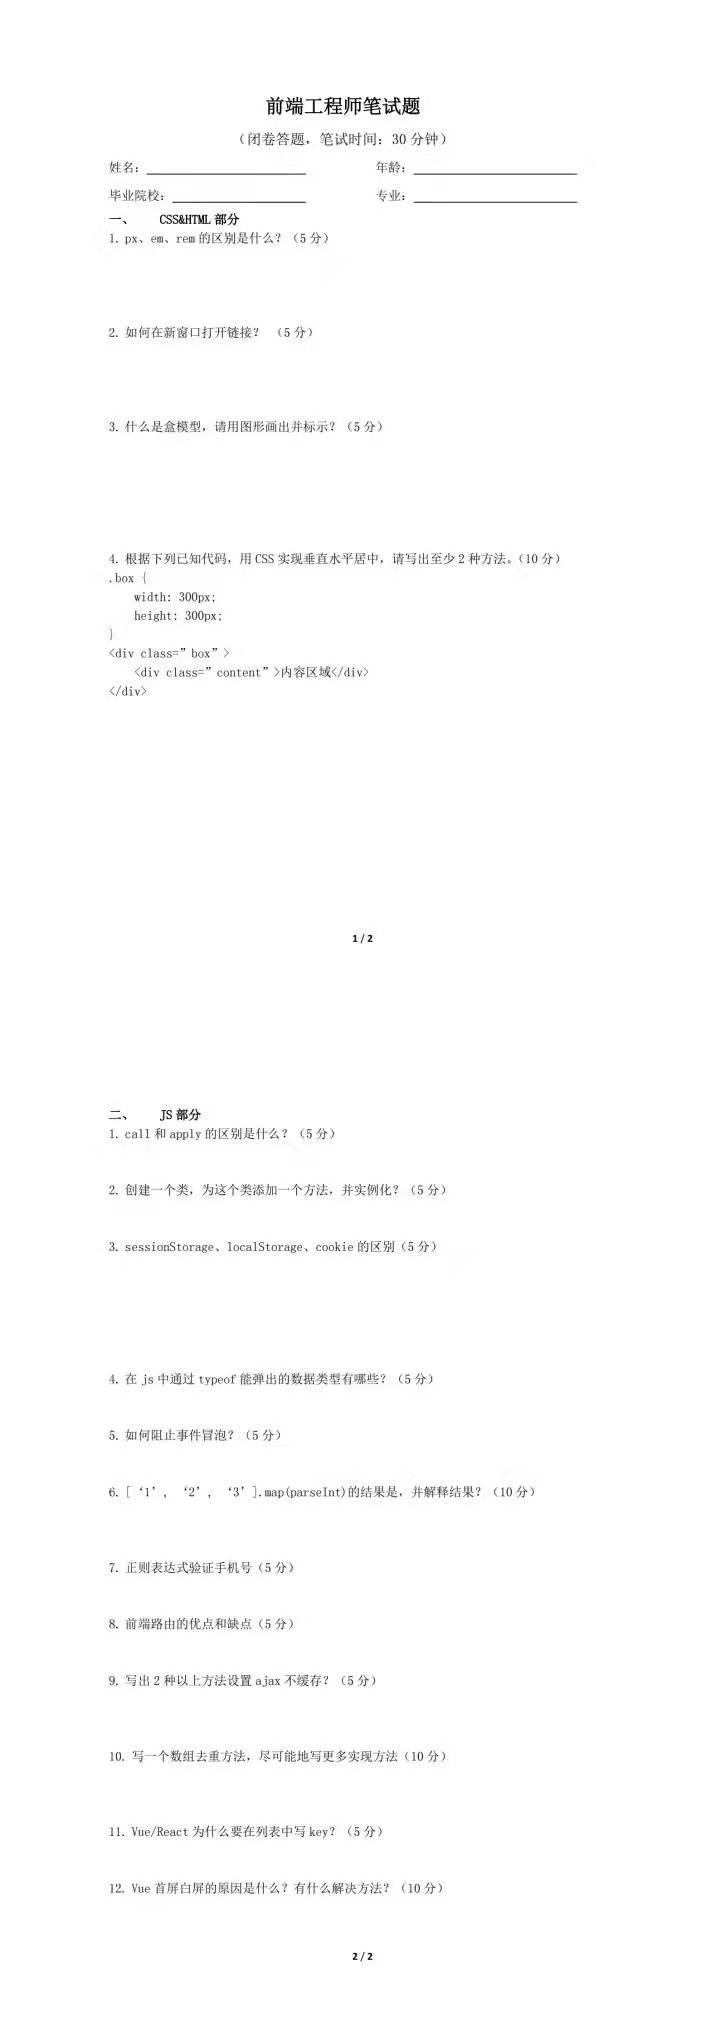 前端工程师笔试题
（闭卷答题，笔试时间：30 分钟）
姓名： 年龄：
毕业院校： 专业：
一、 CSS&HTML 部分
1. px、em、rem 的区别是什么？（5 分）
2. 如何在新窗口打开链接？ （5 分）
3. 什么是盒模型，请用图形画出并标示？（5 分）
4. 根据下列已知代码，用 CSS 实现垂直水平居中，请写出至少 2 种方法。（10 分）
.box {
width: 300px;
height: 300px;
}
<div class=”box”>
<div class=”content”>内容区域</div>
</div>
1 / 2
二、 JS 部分
1. call 和 apply 的区别是什么？（5 分）
2. 创建一个类，为这个类添加一个方法，并实例化？（5 分）
3. sessionStorage、localStorage、cookie 的区别（5 分）
4. 在 js 中通过 typeof 能弹出的数据类型有哪些？（5 分）
5. 如何阻止事件冒泡？（5 分）
6. [‘1’, ‘2’, ‘3’].map(parseInt)的结果是，并解释结果？（10 分）
7. 正则表达式验证手机号（5 分）
8. 前端路由的优点和缺点（5 分）
9. 写出 2 种以上方法设置 ajax 不缓存？（5 分）
10. 写一个数组去重方法，尽可能地写更多实现方法（10 分）
11. Vue/React 为什么要在列表中写 key？（5 分）
12. Vue 首屏白屏的原因是什么？有什么解决方法？（10 分）
2 / 2